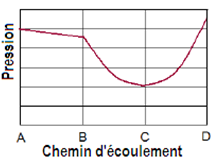 Pression
A B C D
Chemin d'écoulement